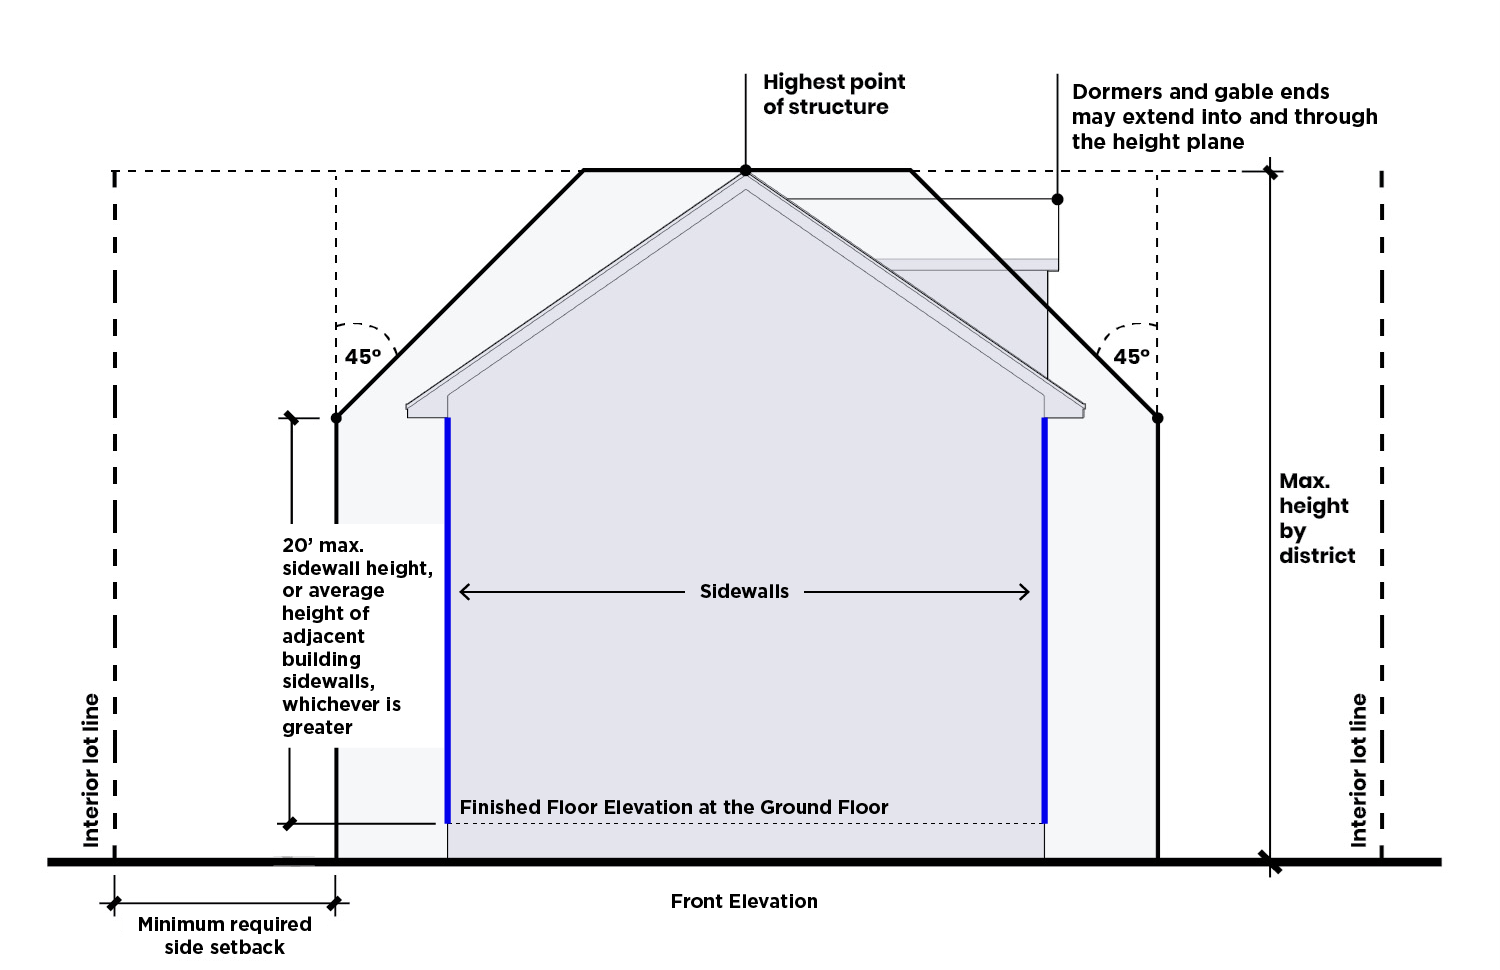 Highest point
of structure
Dormers and gable ends
may extend into and through
the height plane
45°
45°
Max.
height
by
district
20’ max.
sidewall height,
or average
height of
adjacent
building
sidewalls,
whichever is
greater
Sidewalls
Interior lot line
Interior lot line
Finished Floor Elevation at the Ground Floor
Front Elevation
Minimum required
side setback